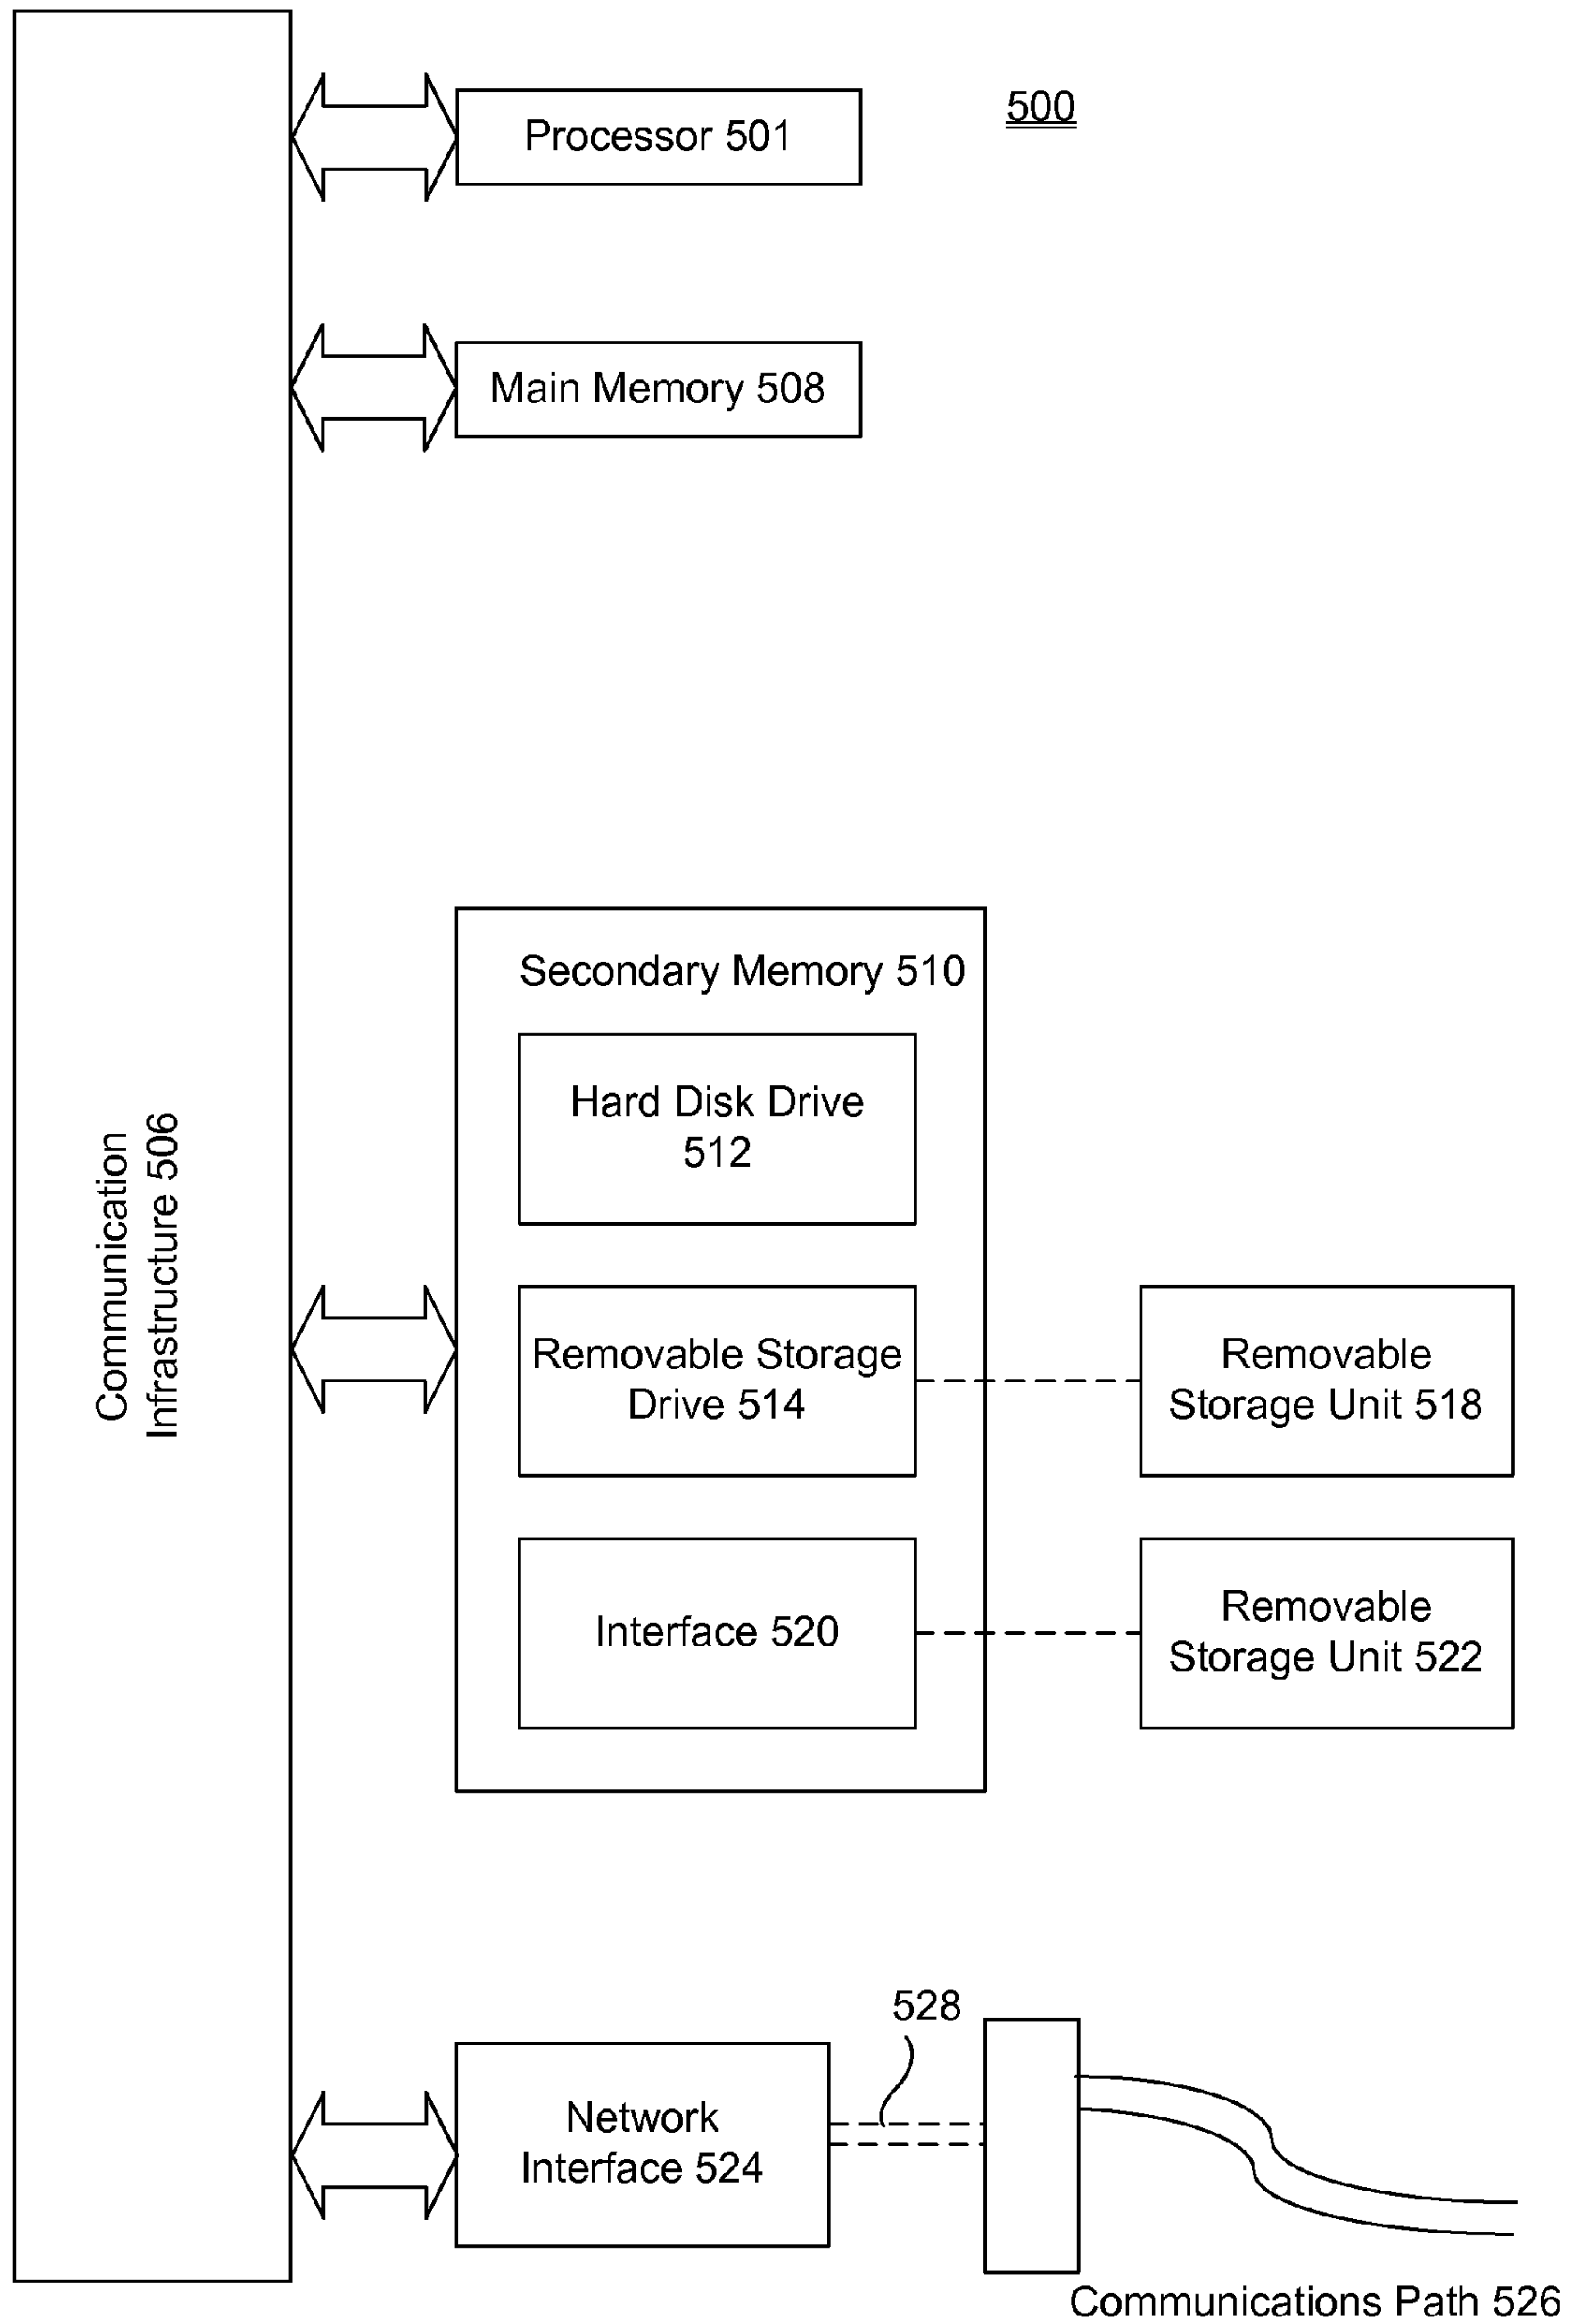 500
Processor 501
Main Memory 508
Communication
Infrastructure 506
Secondary Memory 510
Hard Disk Drive
512
Removable Storage
Drive 514
Removable
Storage Unit 518
Interface 520
Removable
Storage Unit 522
528
Network
Interface 524
Communications Path 526